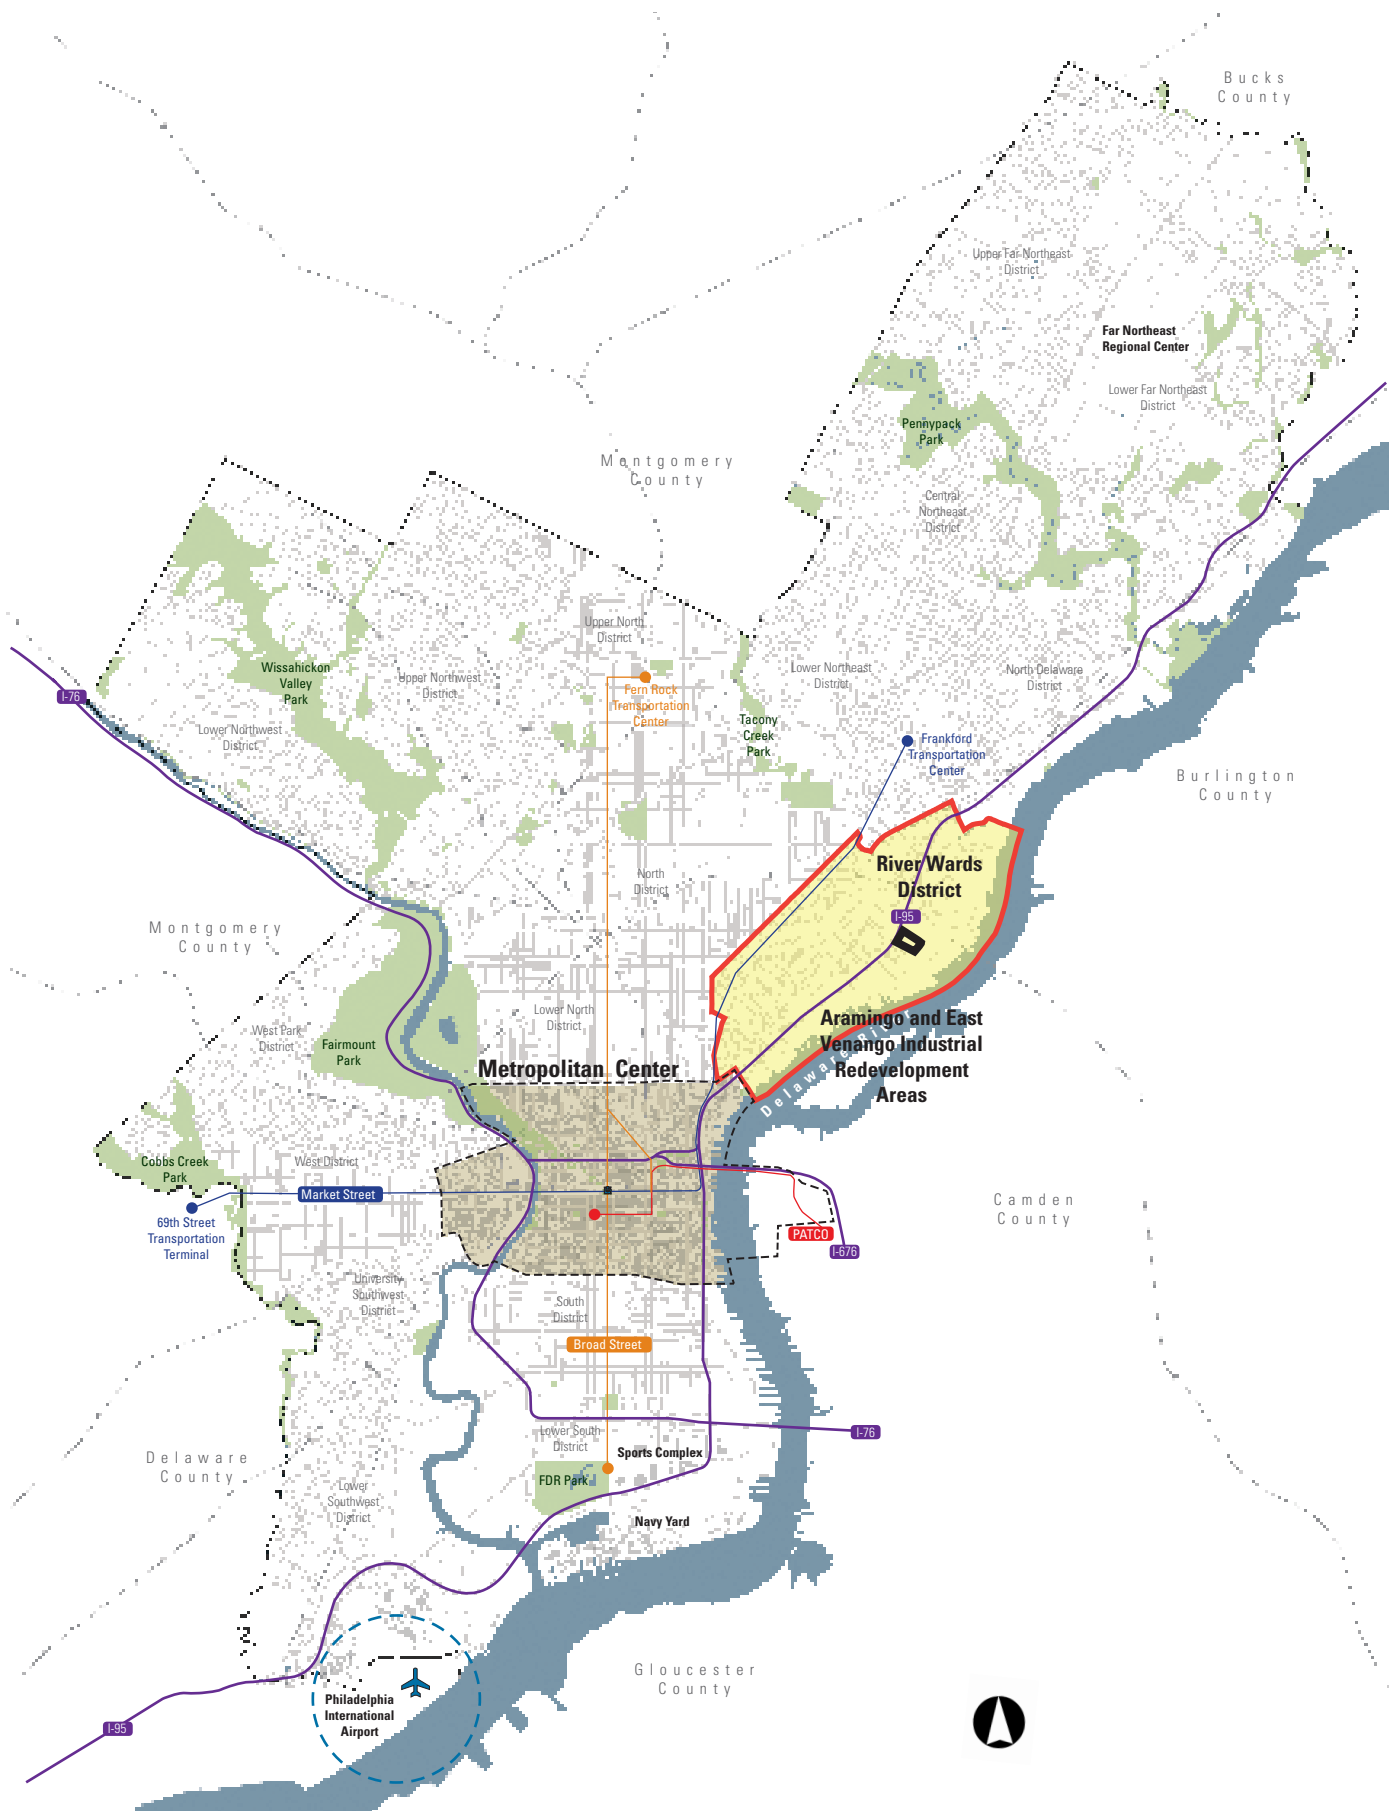 Bucks
County
Upper Far Northeast
District
Far Northeast
Regional Center
Lower Far Northeast
District
Pennypack
Park
Montgomery
County
Central
Northeast
District
Upper North
District
Wissahickon
Valley
Park
Upper Northwest
District
Lower Northeast
District
North Delaware
District
I-76
Fern Rock
Transportation
Center
Lower Northwest
District
Tacony
Creek
Park
Frankford
Transportation
Center
Burlington
County
River Wards
District
North
District
I-95
Montgomery
County
Lower North
District
West Park
District
Fairmount
Park
Aramingo and East
Venango Industrial
Redevelopment
Areas
Delaware River
Metropolitan Center
Cobbs Creek
Park
West District
Market Street
69th Street
Transportation
Terminal
Camden
County
PATCO
I-676
University
Southwest
District
South
District
Broad Street
I-76
Lower South
District
Sports Complex
Delaware
County
FDR Park
Lower
Southwest
District
Navy Yard
Gloucester
County
Philadelphia
International
Airport
I-95